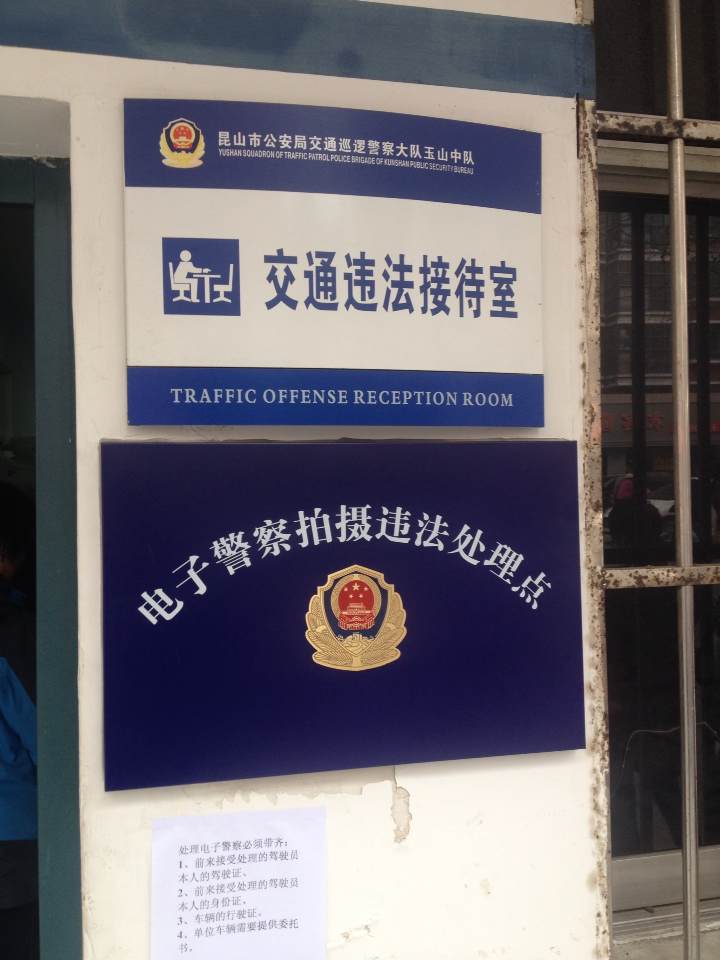 昆山市公安局交通巡逻警察大队玉山中队
YUSHAN SQUADRON OF TRAFFIC PATROL POLICE BRIGADE OF KUNSHAN PUBLIC SECURITY BUREAU
交通违法接待室
TRAFFIC OFFENSE RECEPTION ROOM
电子警察拍摄违法处理点
处理电子警察必须带齐：
1、前来接受处理的驾驶员
本人的驾驶证、
2、前来接受处理的驾驶员
本人的身份证。
3、车辆的行驶证。
4、单位车辆需要提供委托
书。